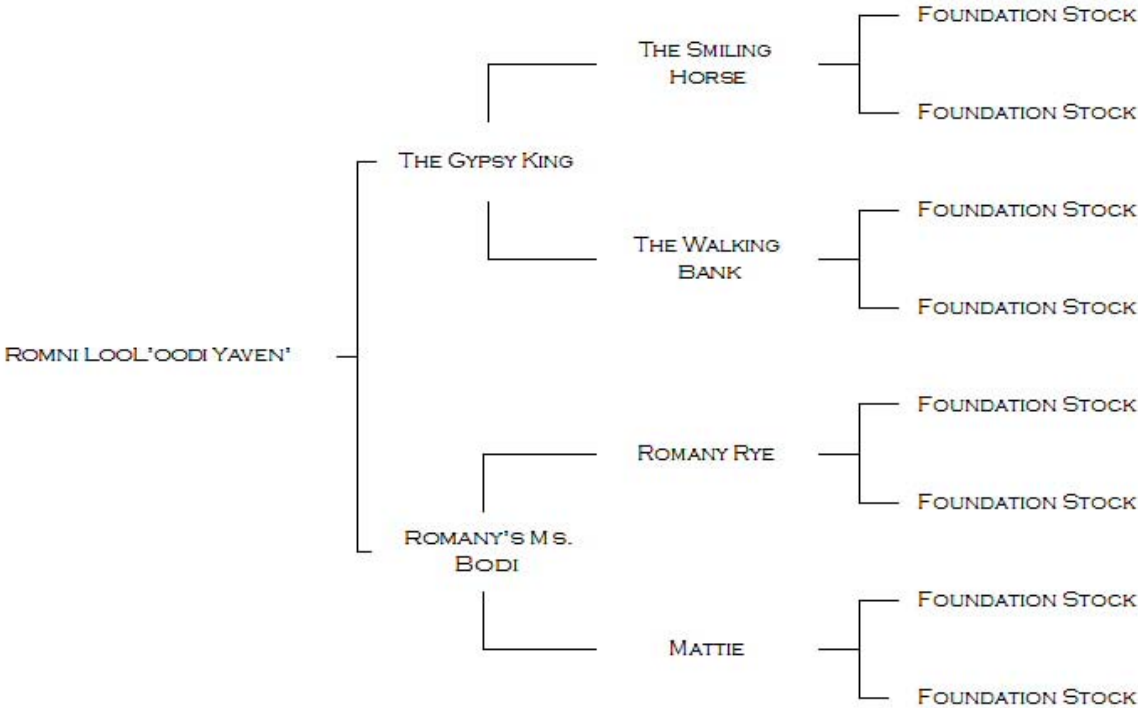 Foundation Stock
The Smiling
Horse
Foundation Stock
The Gypsy King
Foundation Stock
The Walking
Bank
Foundation Stock
Romni LooL'oodi Yaven'
Foundation Stock
Romany Rye
Foundation Stock
Romany's Ms.
Bodi
Foundation Stock
Mattie
Foundation Stock